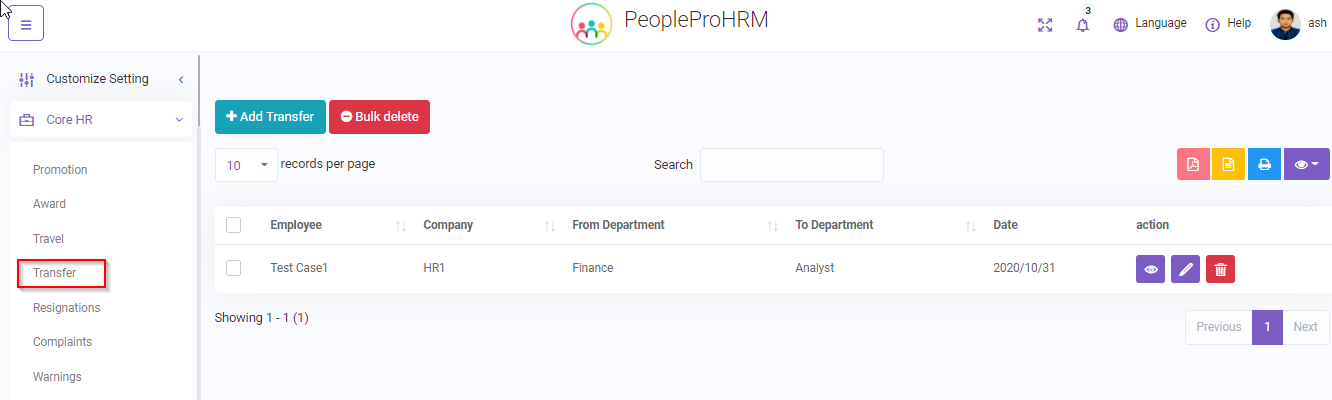 PeopleProHRM
3
Language
Help
ash
Customize Setting
Core HR
Promotion
Award
Travel
Transfer
Resignations
Complaints
Warnings
Add Transfer
Bulk delete
10 records per page
Search
Employee Company From Department To Department Date action
Test Case1 HR1 Finance Analyst 2020/10/31
Showing 1 - 1 (1)
Previous 1 Next